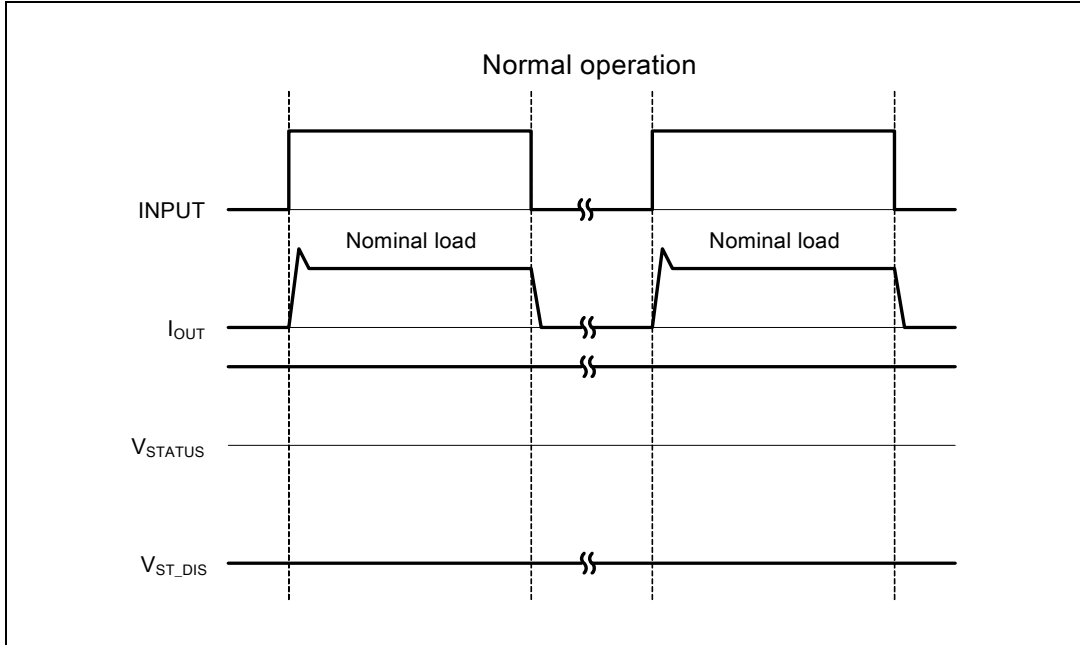 Normal operation
INPUT
Nominal load Nominal load
IOUT
VSTATUS
VST_DIS